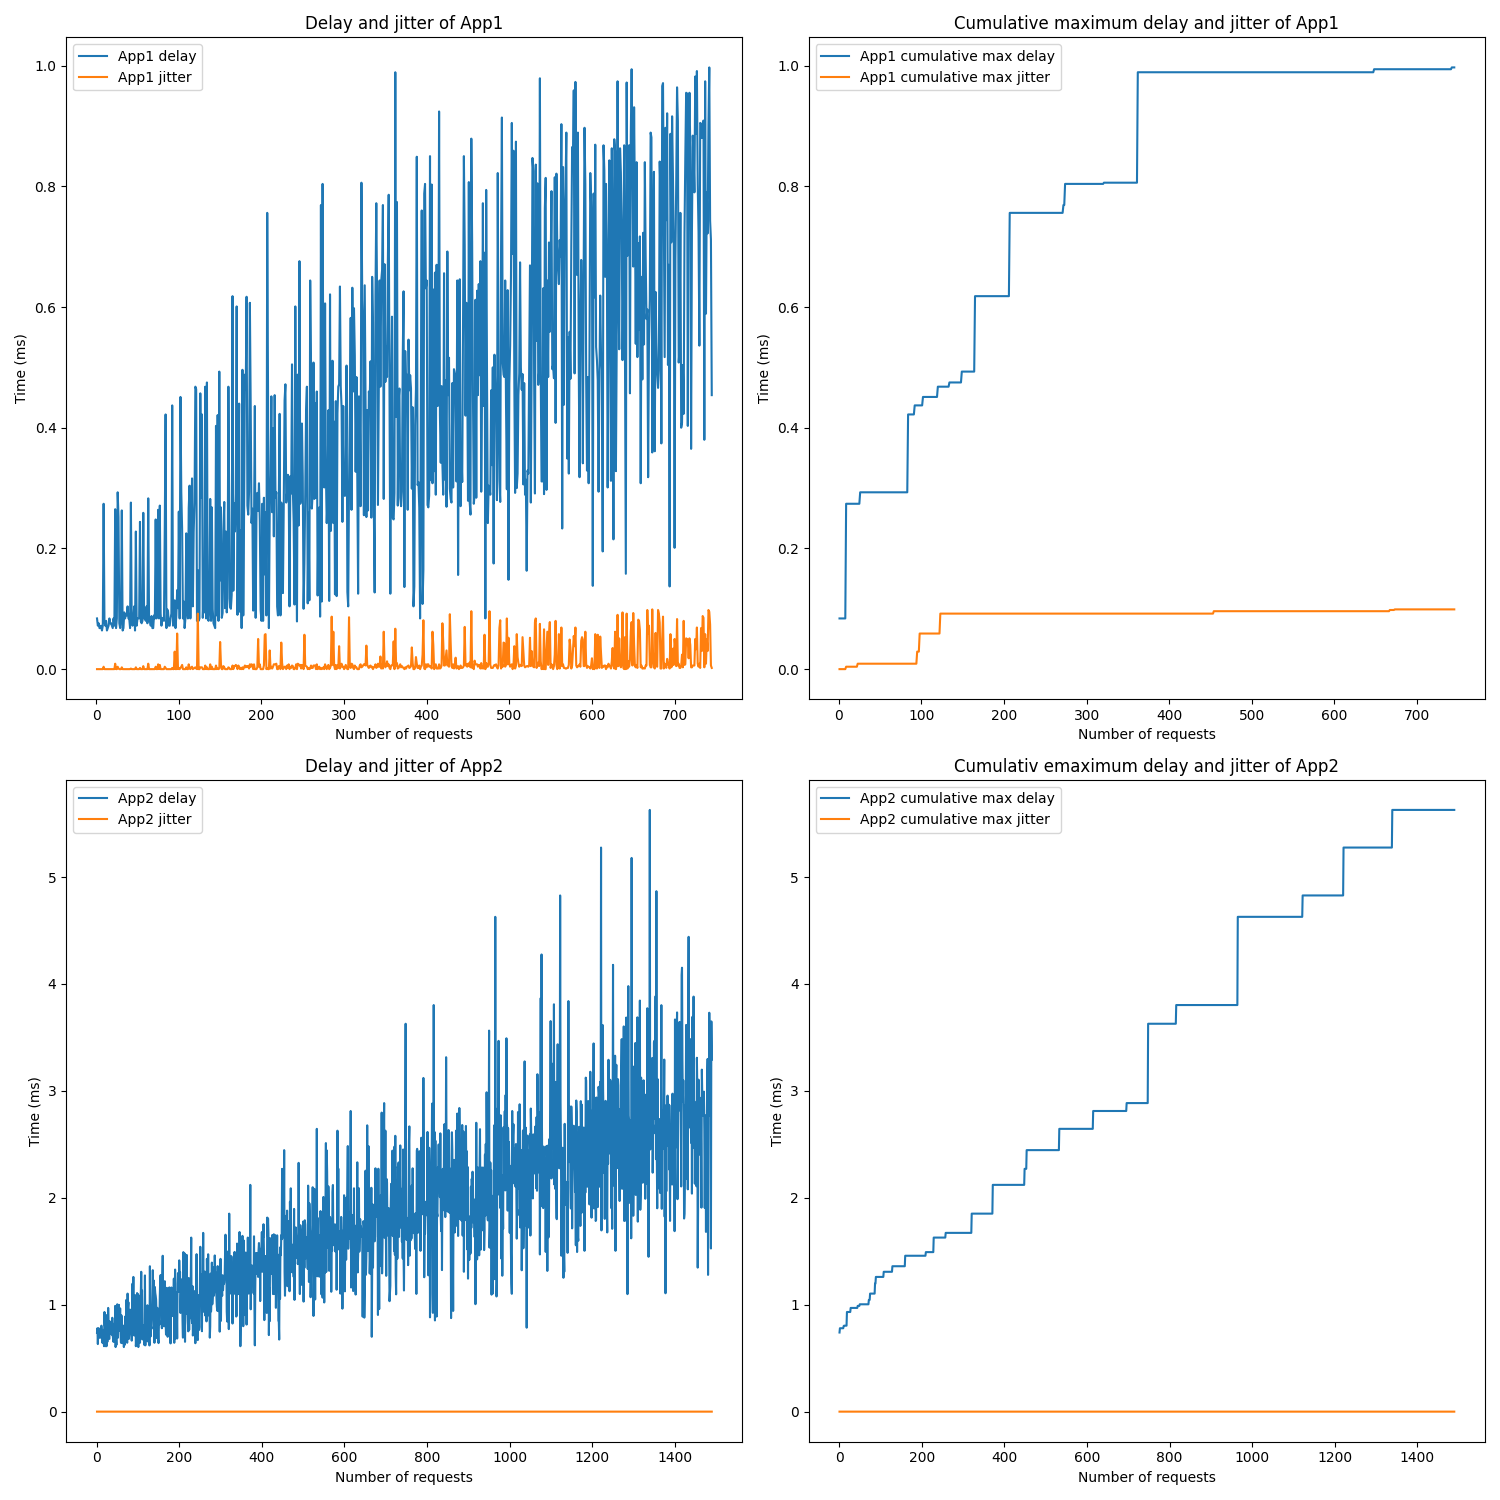 Delay and jitter of App1
App1 delay
App1 jitter
1.0
0.8
0.6
0.4
0.2
0.0
Time (ms)
0 100 200 300 400 500 600 700
Number of requests
Cumulative maximum delay and jitter of App1
App1 cumulative max delay
App1 cumulative max jitter
1.0
0.8
0.6
0.4
0.2
0.0
Time (ms)
0 100 200 300 400 500 600 700
Number of requests
Delay and jitter of App2
App2 delay
App2 jitter
5
4
3
2
1
0
Time (ms)
0 200 400 600 800 1000 1200 1400
Number of requests
Cumulativ emaximum delay and jitter of App2
App2 cumulative max delay
App2 cumulative max jitter
5
4
3
2
1
0
Time (ms)
0 200 400 600 800 1000 1200 1400
Number of requests